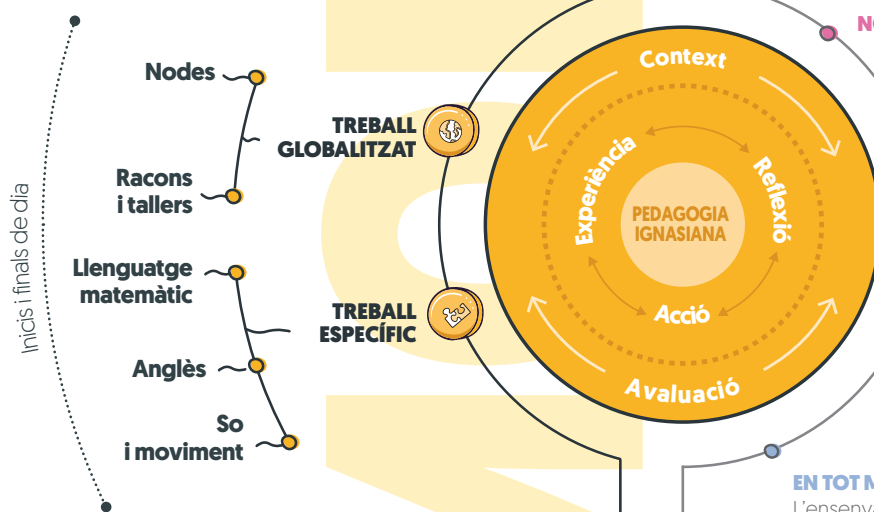 Inicis i finals de dia
Nodes
Racons
i tallers
TREBALL
GLOBALITZAT
Llenguatge
matemàtic
Anglès
So
i moviment
TREBALL
ESPECÍFIC
Context
Experiència
Reflexió
PEDAGOGIA
IGNASIANA
Acció
Avaluació
EN TOT